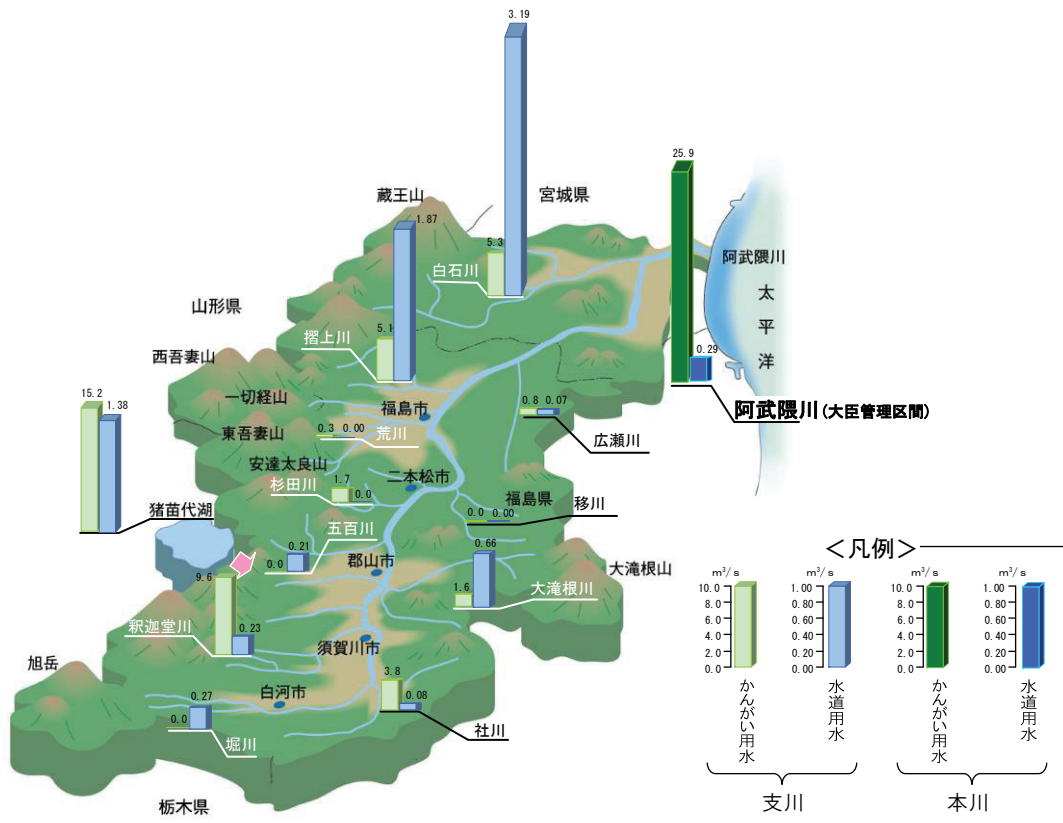 3.19
25.9
蔵王山
宮城県
1.87
5.3
白石川
阿武隈川
太平洋
山形県
摺上川
5.1
0.29
西吾妻山
阿武隈川(大臣管理区間)
15.2
1.38
一切経山
福島市
0.8
0.07
広瀬川
東吾妻山
0.3
0.00
荒川
安達太良山
二本松市
1.7
0.0
杉田川
福島県
移川
0.0
0.00
猪苗代湖
五百川
0.21
0.0
郡山市
0.66
1.6
大滝根川
大滝根山
9.6
0.23
釈迦堂川
須賀川市
旭岳
3.8
0.08
社川
白河市
0.27
0.0
堀川
栃木県
<凡例>
m³/s
10.0
8.0
6.0
4.0
2.0
0.0
かんがい用水
m³/s
1.00
0.80
0.60
0.40
0.20
0.00
水道用水
支川
m³/s
10.0
8.0
6.0
4.0
2.0
0.0
かんがい用水
m³/s
1.00
0.80
0.60
0.40
0.20
0.00
水道用水
本川